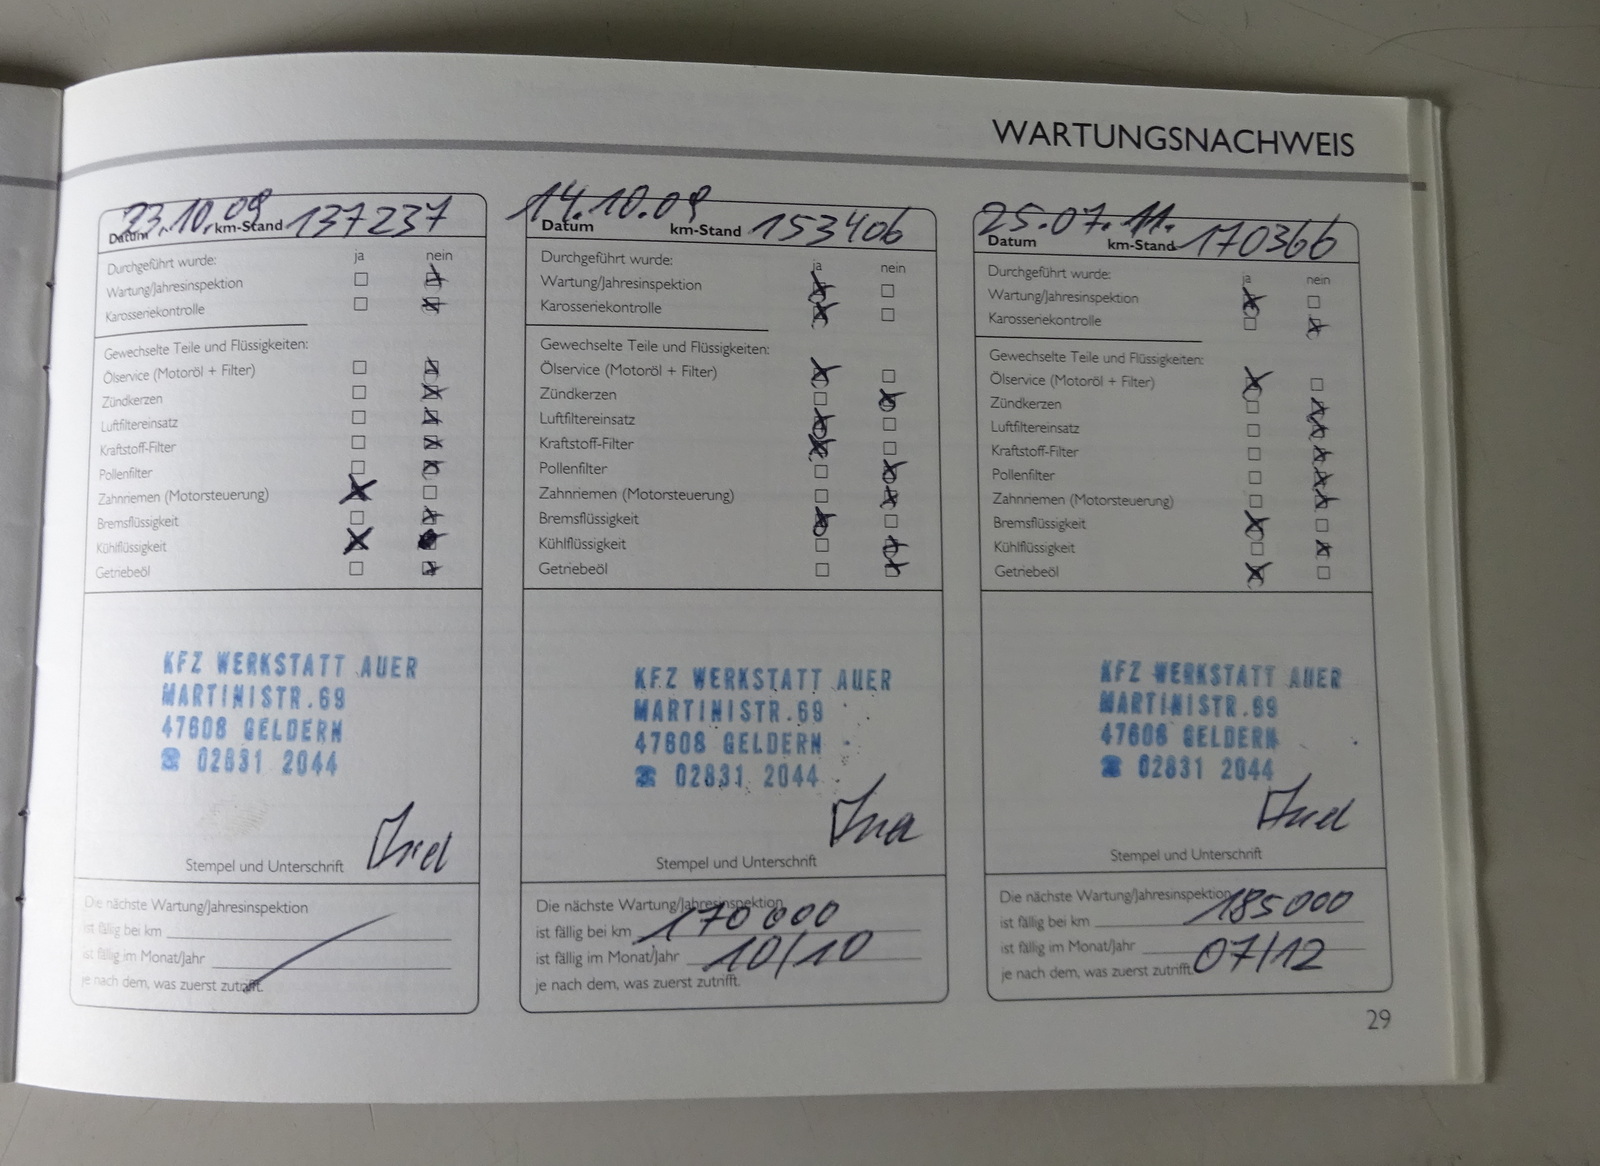 WARTUNGSNACHWEIS
23.10.09 137237
Datum km-Stand
Durchgeführt wurde: ja nein
Wartung/Jahresinspektion
Karosseriekontrolle
Gewechselte Teile und Flüssigkeiten:
Ölservice (Motoröl + Filter)
Zündkerzen
Luftfiltereinsatz
Kraftstoff-Filter
Pollenfilter
Zahnriemen (Motorsteuerung)
Bremsflüssigkeit
Kühlflüssigkeit
Getriebeöl
KFZ WERKSTATT AUER
MARTINISTR.69
47608 GELDERN
☎ 02831 2044
Stempel und Unterschrift
Die nächste Wartung/Jahresinspektion
ist fällig bei km
ist fällig im Monat/Jahr
je nach dem, was zuerst zutrifft.
14.10.09
Datum km-Stand 153406
Durchgeführt wurde: ja nein
Wartung/Jahresinspektion
Karosseriekontrolle
Gewechselte Teile und Flüssigkeiten:
Ölservice (Motoröl + Filter)
Zündkerzen
Luftfiltereinsatz
Kraftstoff-Filter
Pollenfilter
Zahnriemen (Motorsteuerung)
Bremsflüssigkeit
Kühlflüssigkeit
Getriebeöl
KFZ WERKSTATT AUER
MARTINISTR.69
47608 GELDERN
☎ 02831 2044
Stempel und Unterschrift
Die nächste Wartung/Jahresinspektion
ist fällig bei km 170000
ist fällig im Monat/Jahr 10/10
je nach dem, was zuerst zutrifft.
25.07.11.
Datum km-Stand 170366
Durchgeführt wurde: ja nein
Wartung/Jahresinspektion
Karosseriekontrolle
Gewechselte Teile und Flüssigkeiten:
Ölservice (Motoröl + Filter)
Zündkerzen
Luftfiltereinsatz
Kraftstoff-Filter
Pollenfilter
Zahnriemen (Motorsteuerung)
Bremsflüssigkeit
Kühlflüssigkeit
Getriebeöl
KFZ WERKSTATT AUER
MARTINISTR.69
47608 GELDERN
☎ 02831 2044
Stempel und Unterschrift
Die nächste Wartung/Jahresinspektion
ist fällig bei km 185000
ist fällig im Monat/Jahr 07/12
je nach dem, was zuerst zutrifft.
29